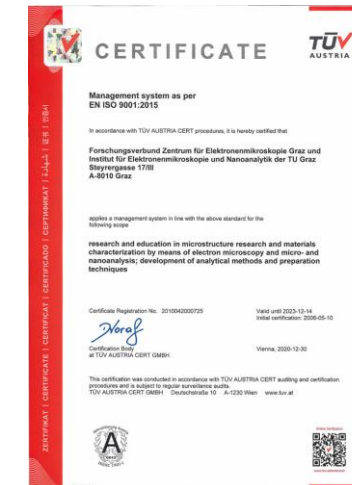 CERTIFICATE
TÜV
AUSTRIA
Management system as per
EN ISO 9001:2015
In accordance with TÜV AUSTRIA CERT procedures, it is hereby certified that
Forschungsverbund Zentrum für Elektronenmikroskopie Graz und
Institut für Elektronenmikroskopie und Nanoanalytik der TU Graz
Steyrergasse 17/III
A-8010 Graz
applies a management system in line with the above standard for the
following scope
research and education in microstructure research and materials
characterization by means of electron microscopy and micro- and
nanoanalysis; development of analytical methods and preparation
techniques
Certificate Registration No. 2010042000725
Valid until 2023-12-14
Initial certification: 2006-05-10
Certification Body
at TÜV AUSTRIA CERT GMBH
Vienna, 2020-12-30
This certification was conducted in accordance with TÜV AUSTRIA CERT auditing and certification
procedures and is subject to regular surveillance audits.
TÜV AUSTRIA CERT GMBH Deutschstraße 10 A-1230 Wien www.tuv.at
ZERTIFIKAT | CERTIFICATE | CERTIFICAT | CERTIFICADO | СЕРТИФИКАТ